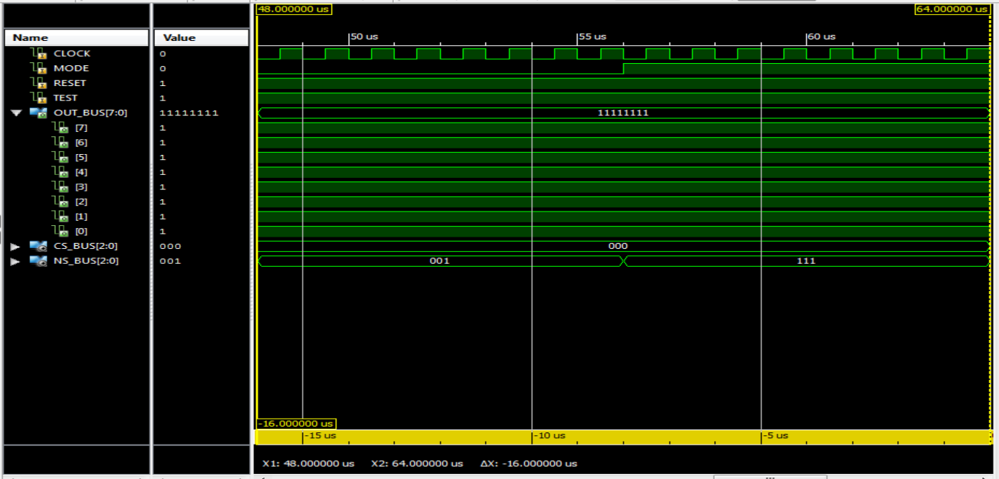 48.000000 us 64.000000 us
50 us 55 us 60 us
Name Value
CLOCK 0
MODE 0
RESET 1
TEST 1
OUT_BUS[7:0] 11111111 11111111
[7] 1
[6] 1
[5] 1
[4] 1
[3] 1
[2] 1
[1] 1
[0] 1
CS_BUS[2:0] 000 000
NS_BUS[2:0] 001 001 111
-16.000000 us
-15 us -10 us -5 us
X1: 48.000000 us X2: 64.000000 us ΔX: -16.000000 us